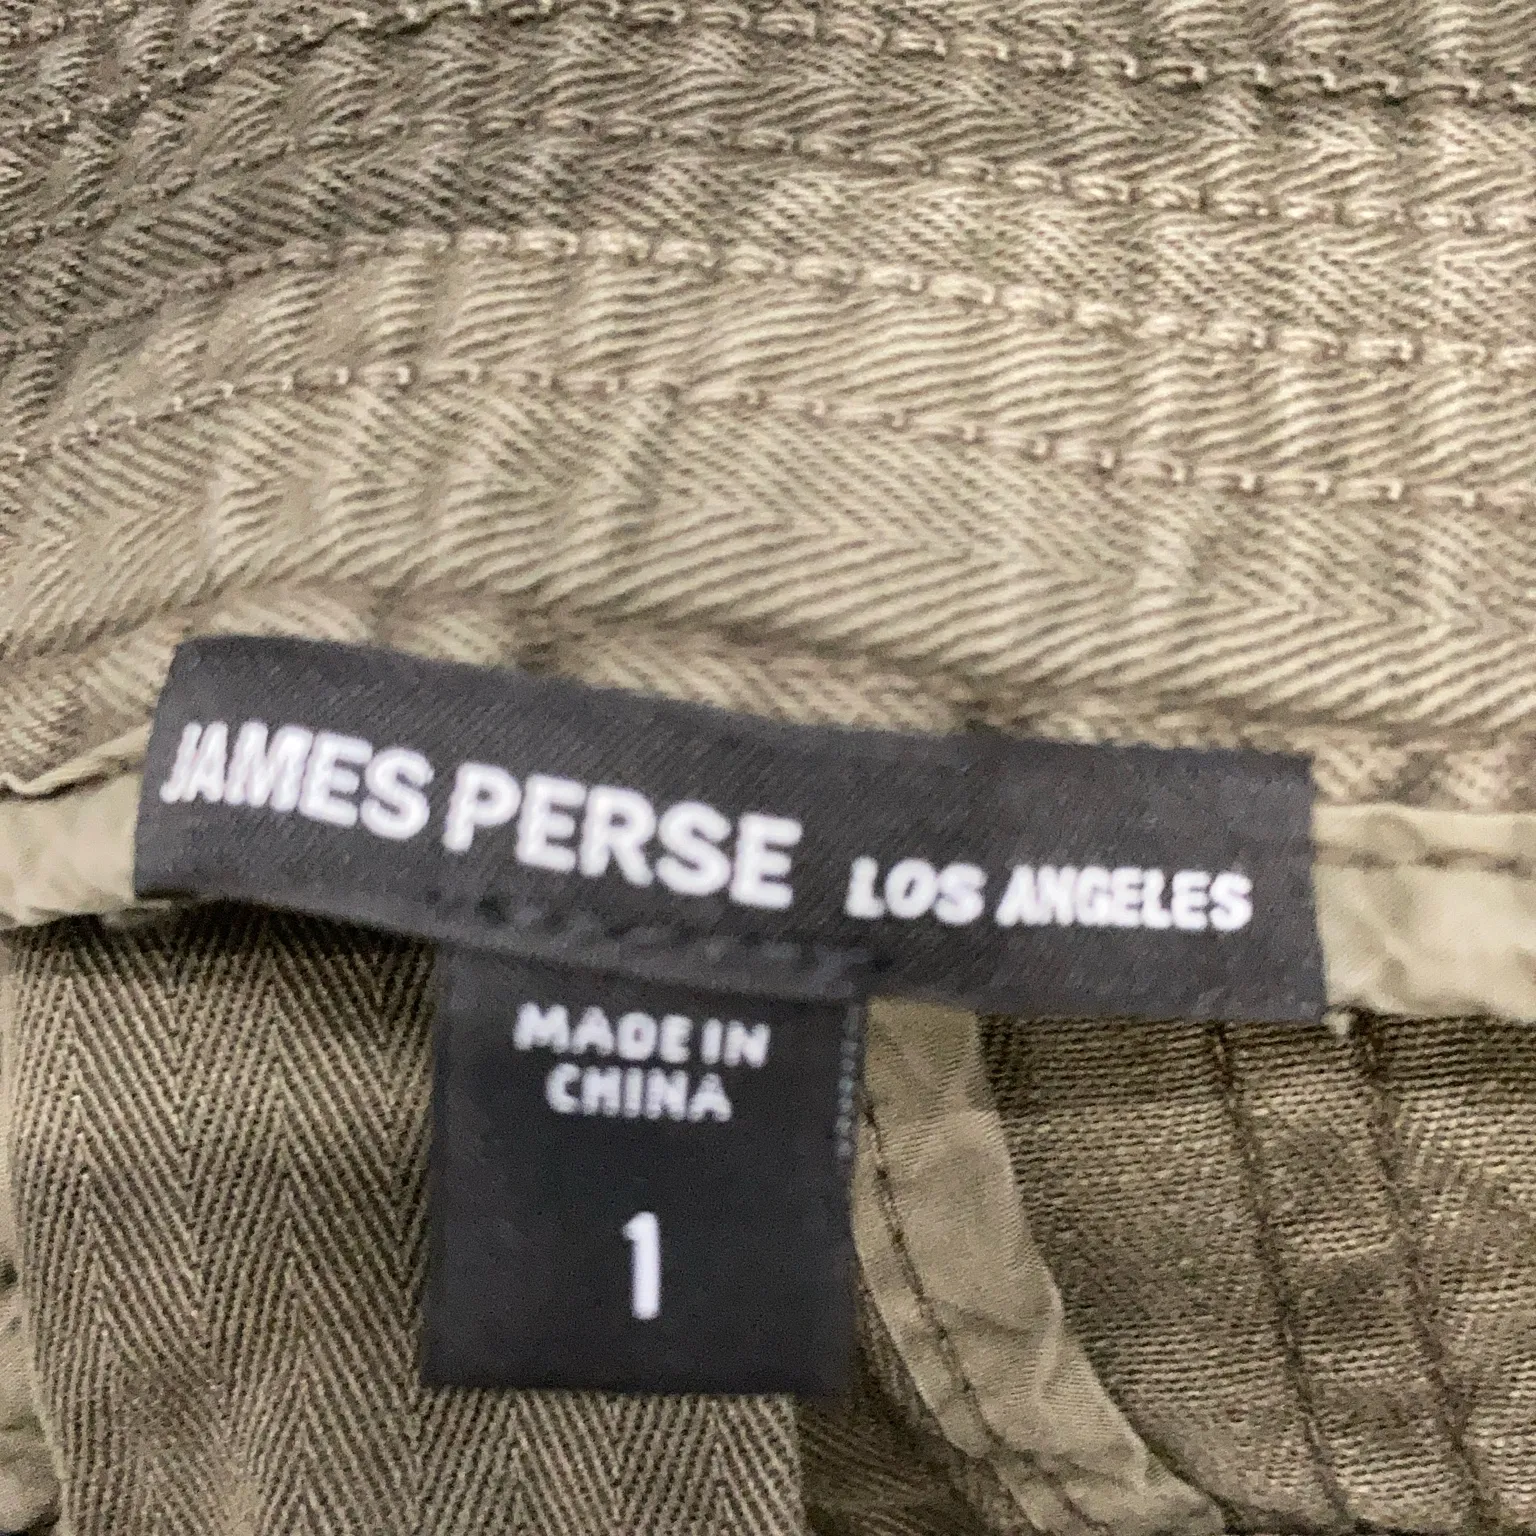 JAMES PERSE LOS ANGELES
MADE IN
CHINA
1